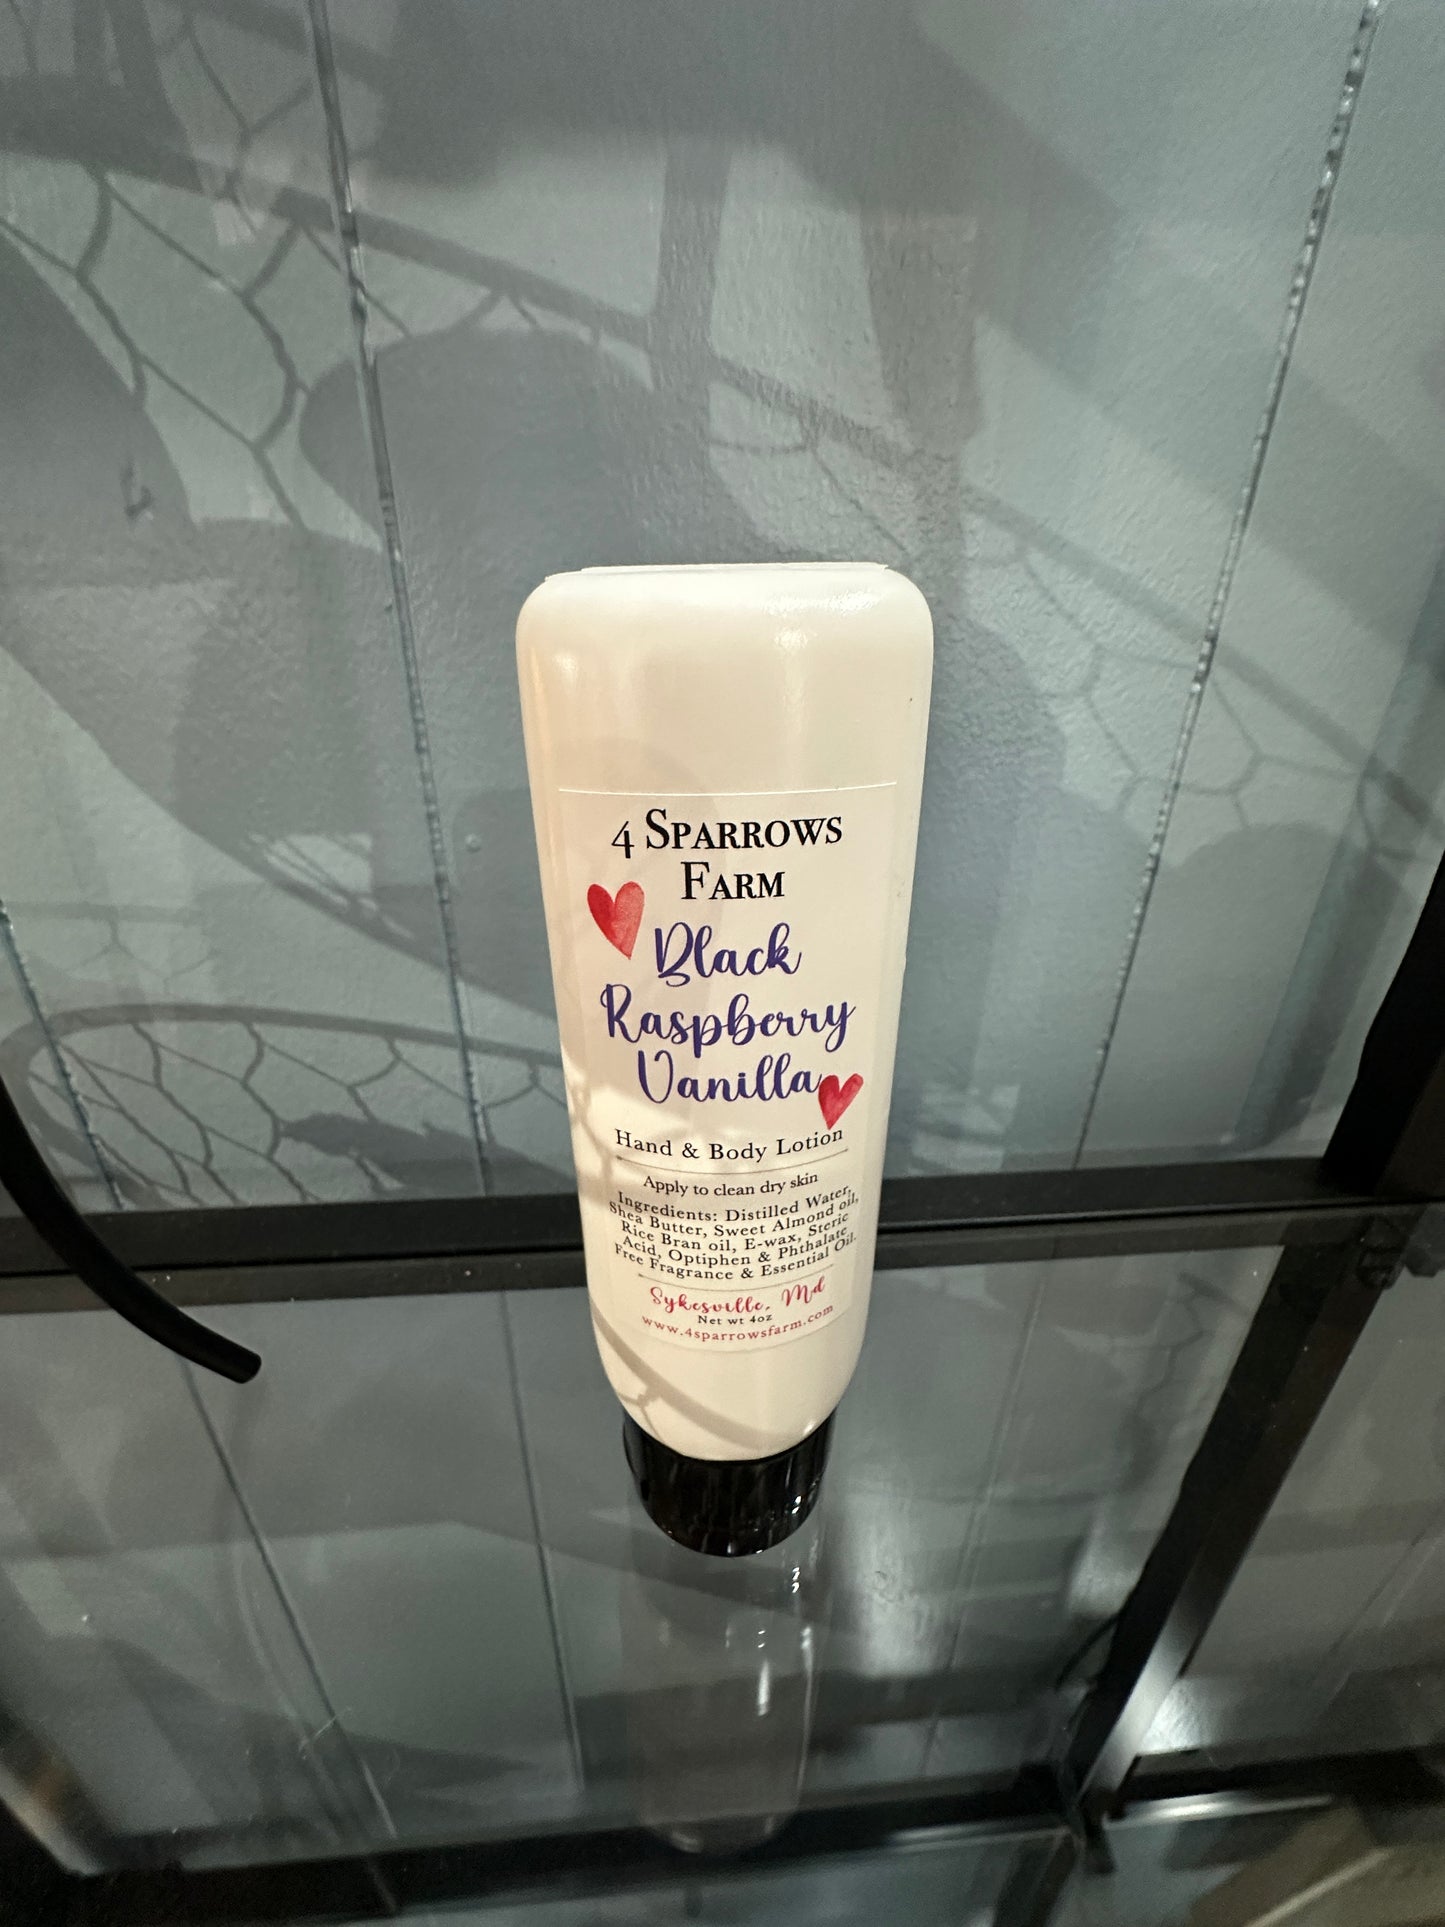 4 Sparrows
Farm
Black
Raspberry
Vanilla
Hand & Body Lotion
Apply to clean dry skin
Ingredients: Distilled Water,
Shea Butter, Sweet Almond oil,
Rice Bran oil, E-wax, Steric
Acid, Optiphen & Phthalate
Free Fragrance & Essential Oil.
Sykesville, Md
Net wt 4oz
www.4sparrowsfarm.com